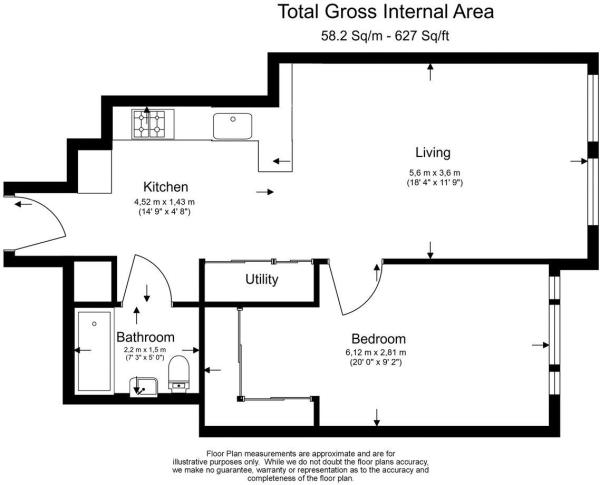 Total Gross Internal Area
58.2 Sq/m - 627 Sq/ft
Living
5,6 m x 3,6 m
(18' 4" x 11' 9")
Kitchen
4,52 m x 1,43 m
(14' 9" x 4' 8")
Utility
Bathroom
2,2 m x 1,5 m
(7' 3" x 5' 0")
Bedroom
6,12 m x 2,81 m
(20' 0" x 9' 2")
Floor Plan measurements are approximate and are for
illustrative purposes only. While we do not doubt the floor plans accuracy,
we make no guarantee, warranty or representation as to the accuracy and
completeness of the floor plan.